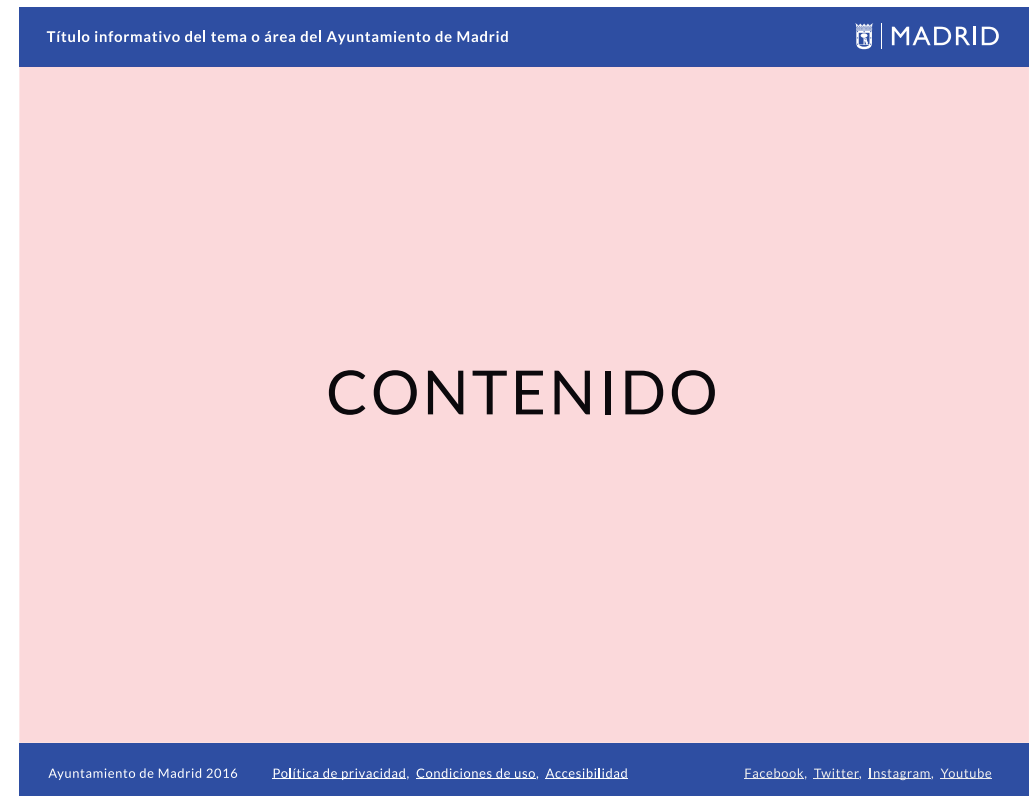 Título informativo del tema o área del Ayuntamiento de Madrid
MADRID
CONTENIDO
Ayuntamiento de Madrid 2016 Política de privacidad, Condiciones de uso, Accesibilidad Facebook, Twitter, Instagram, Youtube